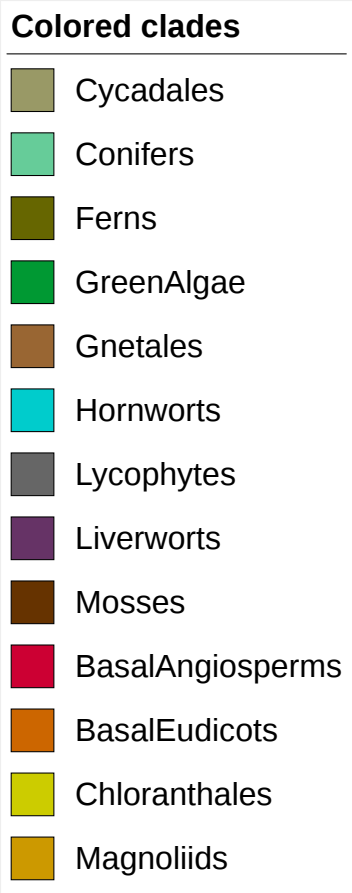 Colored clades
Cycadales
Conifers
Ferns
GreenAlgae
Gnetales
Hornworts
Lycophytes
Liverworts
Mosses
BasalAngiosperms
BasalEudicots
Chloranthales
Magnoliids